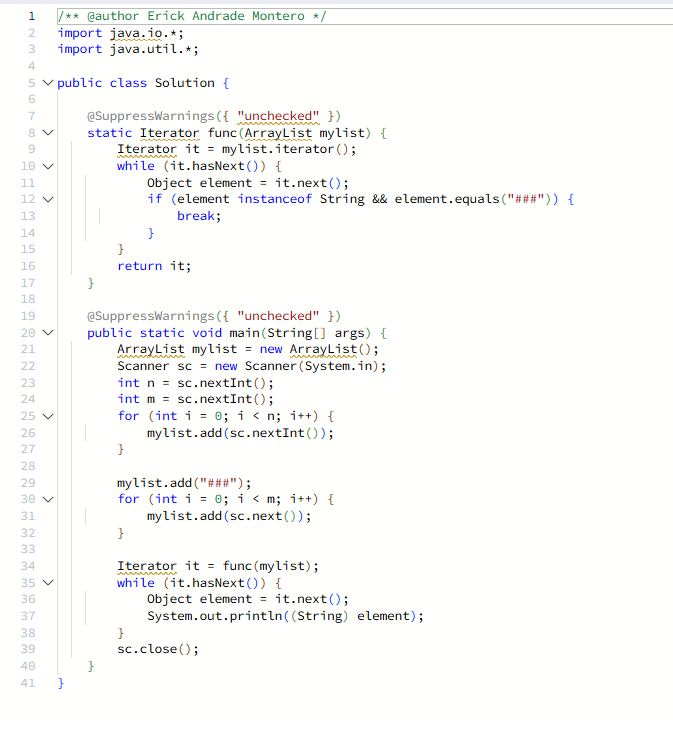 1 /** @author Erick Andrade Montero */
2 import java.io.*;
3 import java.util.*;
4
5 public class Solution {
6
7     @SuppressWarnings({ "unchecked" })
8     static Iterator func(ArrayList mylist) {
9         Iterator it = mylist.iterator();
10         while (it.hasNext()) {
11             Object element = it.next();
12             if (element instanceof String && element.equals("###")) {
13                 break;
14             }
15         }
16         return it;
17     }
18
19     @SuppressWarnings({ "unchecked" })
20     public static void main(String[] args) {
21         ArrayList mylist = new ArrayList();
22         Scanner sc = new Scanner(System.in);
23         int n = sc.nextInt();
24         int m = sc.nextInt();
25         for (int i = 0; i < n; i++) {
26             mylist.add(sc.nextInt());
27         }
28
29         mylist.add("###");
30         for (int i = 0; i < m; i++) {
31             mylist.add(sc.next());
32         }
33
34         Iterator it = func(mylist);
35         while (it.hasNext()) {
36             Object element = it.next();
37             System.out.println((String) element);
38         }
39         sc.close();
40     }
41 }